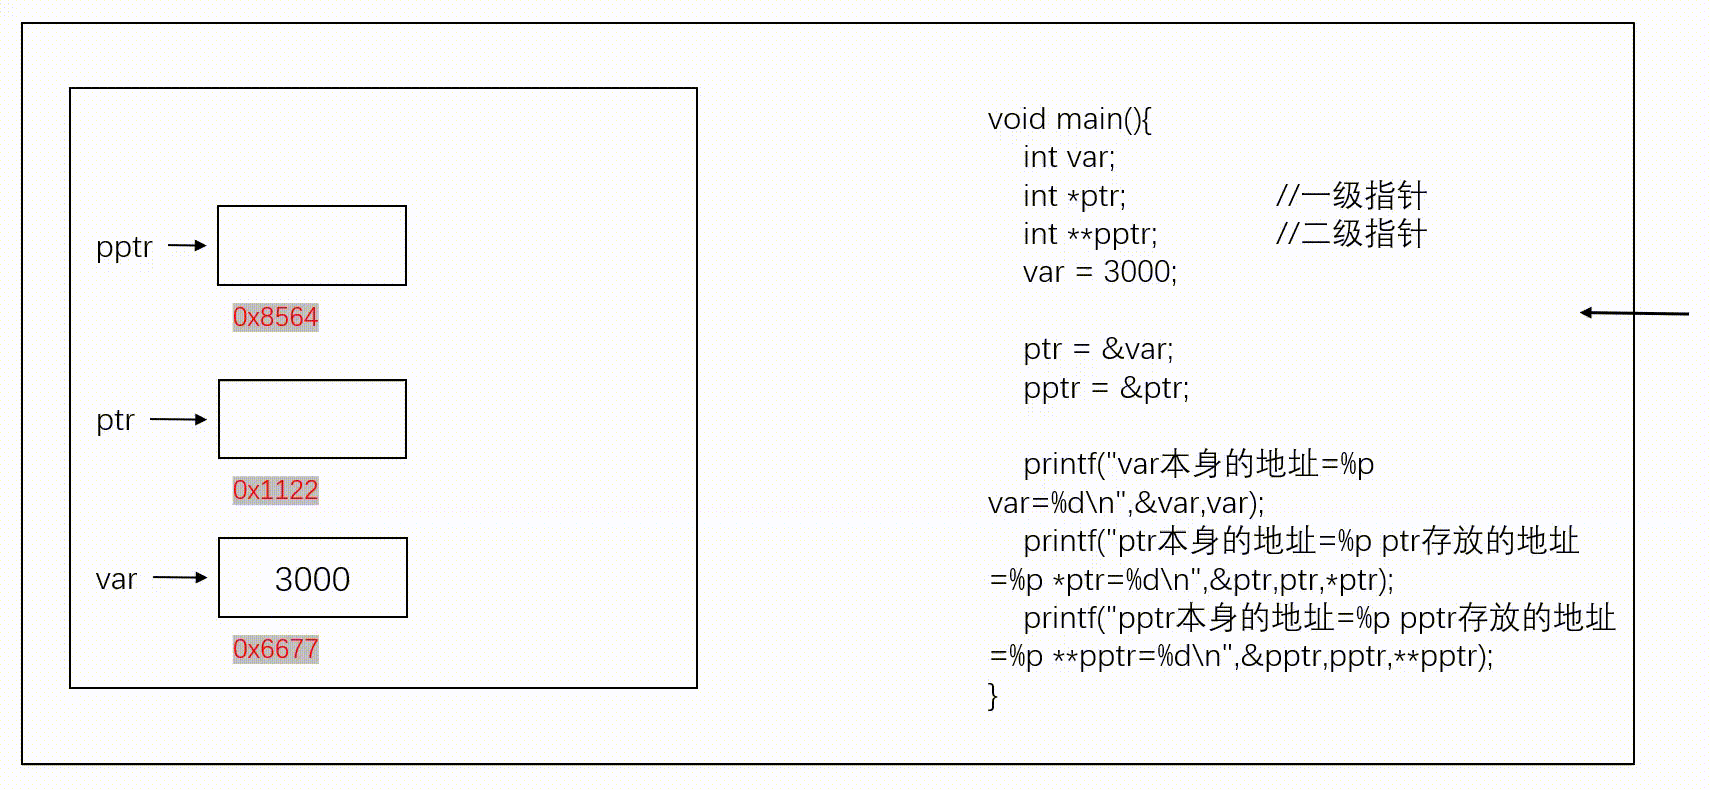 pptr
0x8564
ptr
0x1122
var
3000
0x6677
void main(){
int var;
int *ptr; //一级指针
int **pptr; //二级指针
var = 3000;
ptr = &var;
pptr = &ptr;
printf("var本身的地址=%p
var=%d\n",&var,var);
printf("ptr本身的地址=%p ptr存放的地址
=%p *ptr=%d\n",&ptr,ptr,*ptr);
printf("pptr本身的地址=%p pptr存放的地址
=%p **pptr=%d\n",&pptr,pptr,**pptr);
}